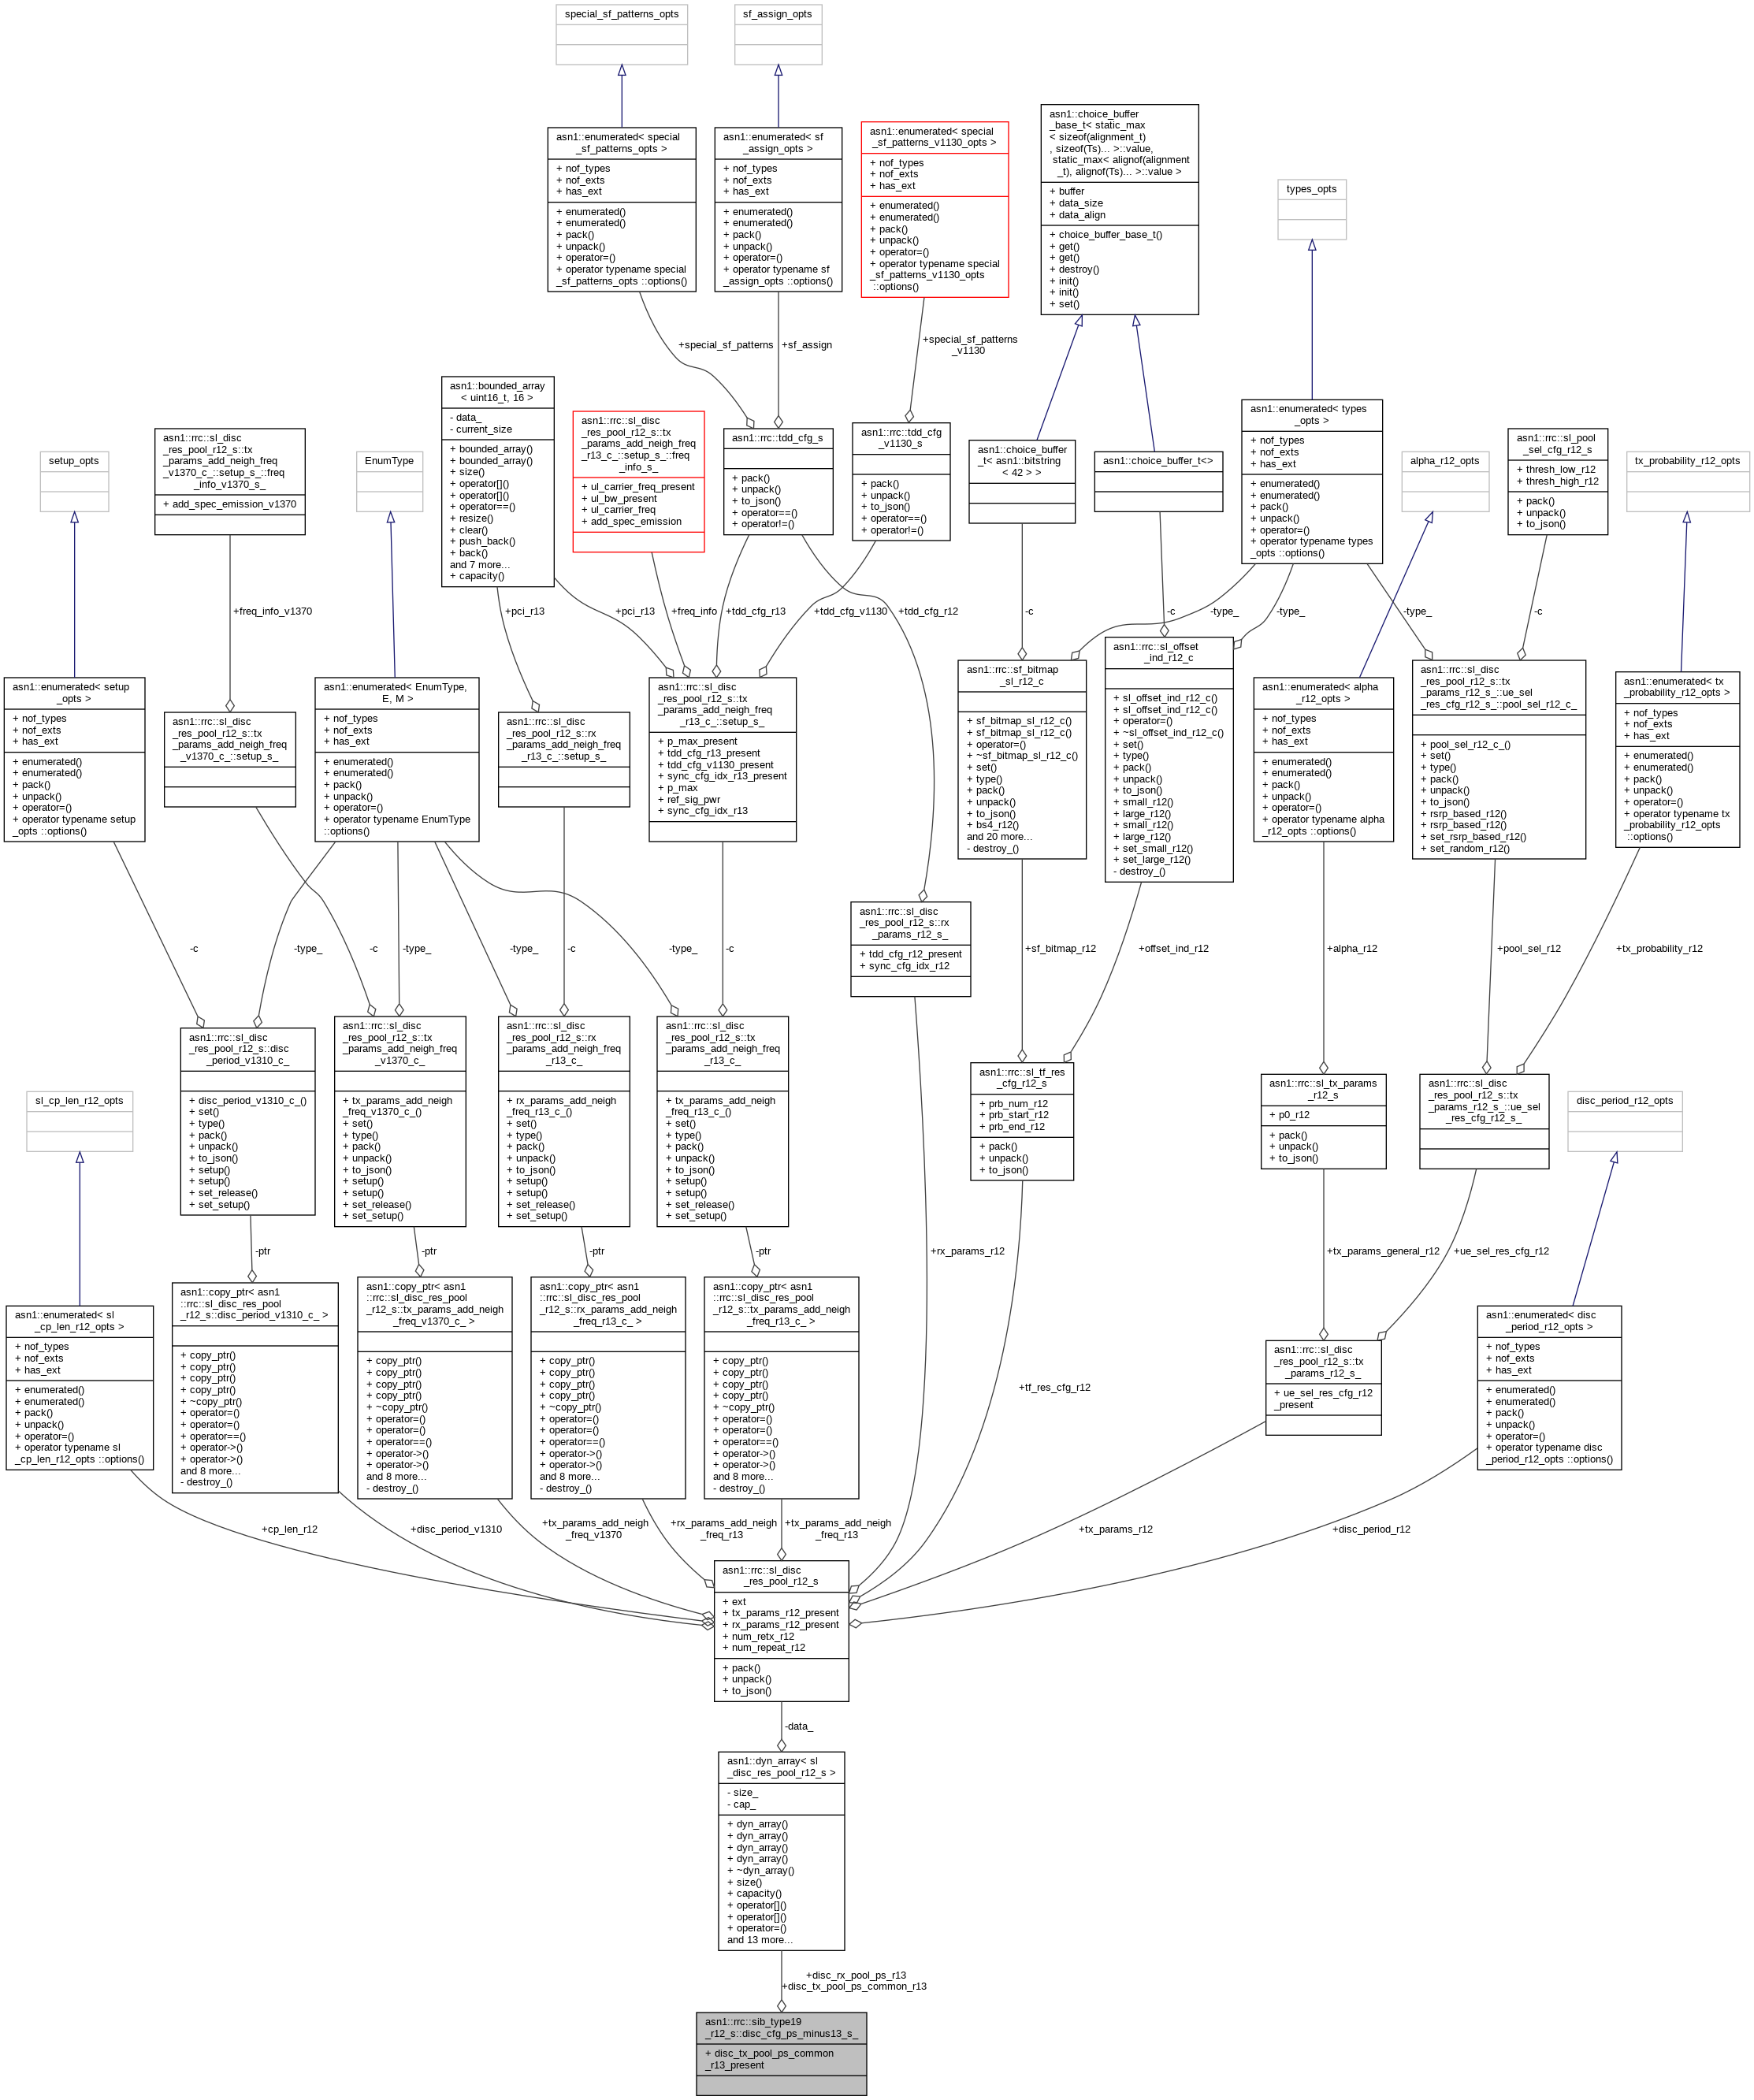 special_sf_patterns_opts
sf_assign_opts
asn1::enumerated< special
_sf_patterns_opts >
+ nof_types
+ nof_exts
+ has_ext
+ enumerated()
+ enumerated()
+ pack()
+ unpack()
+ operator=()
+ operator typename special
_sf_patterns_opts ::options()
asn1::enumerated< sf
_assign_opts >
+ nof_types
+ nof_exts
+ has_ext
+ enumerated()
+ enumerated()
+ pack()
+ unpack()
+ operator=()
+ operator typename sf
_assign_opts ::options()
asn1::enumerated< special
_sf_patterns_v1130_opts >
+ nof_types
+ nof_exts
+ has_ext
+ enumerated()
+ enumerated()
+ pack()
+ unpack()
+ operator=()
+ operator typename special
_sf_patterns_v1130_opts
::options()
asn1::choice_buffer
_base_t< static_max
< sizeof(alignment_t)
, sizeof(Ts)... >::value,
static_max< alignof(alignment
_t), alignof(Ts)... >::value >
+ buffer
+ data_size
+ data_align
+ choice_buffer_base_t()
+ get()
+ get()
+ destroy()
+ init()
+ init()
+ set()
types_opts
+special_sf_patterns
+sf_assign
+special_sf_patterns
_v1130
asn1::bounded_array
< uint16_t, 16 >
- data_
- current_size
+ bounded_array()
+ bounded_array()
+ size()
+ operator[]()
+ operator[]()
+ operator==()
+ resize()
+ clear()
+ push_back()
+ back()
and 7 more...
+ capacity()
asn1::rrc::sl_disc
_res_pool_r12_s::tx
_params_add_neigh_freq
_r13_c_::setup_s_::freq
_info_s_
+ ul_carrier_freq_present
+ ul_bw_present
+ ul_carrier_freq
+ add_spec_emission
asn1::rrc::tdd_cfg_s
+ pack()
+ unpack()
+ to_json()
+ operator==()
+ operator!=()
asn1::rrc::tdd_cfg
_v1130_s
+ pack()
+ unpack()
+ to_json()
+ operator==()
+ operator!=()
asn1::choice_buffer
_t< asn1::bitstring
< 42 > >
asn1::choice_buffer_t<>
asn1::enumerated< types
_opts >
+ nof_types
+ nof_exts
+ has_ext
+ enumerated()
+ enumerated()
+ pack()
+ unpack()
+ operator=()
+ operator typename types
_opts ::options()
alpha_r12_opts
asn1::rrc::sl_pool
_sel_cfg_r12_s
+ thresh_low_r12
+ thresh_high_r12
+ pack()
+ unpack()
+ to_json()
tx_probability_r12_opts
setup_opts
asn1::rrc::sl_disc
_res_pool_r12_s::tx
_params_add_neigh_freq
_v1370_c_::setup_s_::freq
_info_v1370_s_
+ add_spec_emission_v1370
EnumType
+freq_info_v1370
+pci_r13
+pci_r13
+freq_info
+tdd_cfg_r13
+tdd_cfg_v1130
+tdd_cfg_r12
-c
-c
-type_
-type_
-type_
-c
asn1::enumerated< setup
_opts >
+ nof_types
+ nof_exts
+ has_ext
+ enumerated()
+ enumerated()
+ pack()
+ unpack()
+ operator=()
+ operator typename setup
_opts ::options()
asn1::rrc::sl_disc
_res_pool_r12_s::tx
_params_add_neigh_freq
_v1370_c_::setup_s_
asn1::enumerated< EnumType,
E, M >
+ nof_types
+ nof_exts
+ has_ext
+ enumerated()
+ enumerated()
+ pack()
+ unpack()
+ operator=()
+ operator typename EnumType
::options()
asn1::rrc::sl_disc
_res_pool_r12_s::rx
_params_add_neigh_freq
_r13_c_::setup_s_
asn1::rrc::sl_disc
_res_pool_r12_s::tx
_params_add_neigh_freq
_r13_c_::setup_s_
+ p_max_present
+ tdd_cfg_r13_present
+ tdd_cfg_v1130_present
+ sync_cfg_idx_r13_present
+ p_max
+ ref_sig_pwr
+ sync_cfg_idx_r13
asn1::rrc::sf_bitmap
_sl_r12_c
+ sf_bitmap_sl_r12_c()
+ sf_bitmap_sl_r12_c()
+ operator=()
+ ~sf_bitmap_sl_r12_c()
+ set()
+ type()
+ pack()
+ unpack()
+ to_json()
+ bs4_r12()
and 20 more...
- destroy_()
asn1::rrc::sl_offset
_ind_r12_c
+ sl_offset_ind_r12_c()
+ sl_offset_ind_r12_c()
+ operator=()
+ ~sl_offset_ind_r12_c()
+ set()
+ type()
+ pack()
+ unpack()
+ to_json()
+ small_r12()
+ large_r12()
+ small_r12()
+ large_r12()
+ set_small_r12()
+ set_large_r12()
- destroy_()
asn1::enumerated< alpha
_r12_opts >
+ nof_types
+ nof_exts
+ has_ext
+ enumerated()
+ enumerated()
+ pack()
+ unpack()
+ operator=()
+ operator typename alpha
_r12_opts ::options()
asn1::rrc::sl_disc
_res_pool_r12_s::tx
_params_r12_s_::ue_sel
_res_cfg_r12_s_::pool_sel_r12_c_
+ pool_sel_r12_c_()
+ set()
+ type()
+ pack()
+ unpack()
+ to_json()
+ rsrp_based_r12()
+ rsrp_based_r12()
+ set_rsrp_based_r12()
+ set_random_r12()
asn1::enumerated< tx
_probability_r12_opts >
+ nof_types
+ nof_exts
+ has_ext
+ enumerated()
+ enumerated()
+ pack()
+ unpack()
+ operator=()
+ operator typename tx
_probability_r12_opts
::options()
asn1::rrc::sl_disc
_res_pool_r12_s::rx
_params_r12_s_
+ tdd_cfg_r12_present
+ sync_cfg_idx_r12
-c
-type_
-c
-type_
-type_
-c
-type_
-c
+sf_bitmap_r12
+offset_ind_r12
+alpha_r12
+pool_sel_r12
+tx_probability_r12
asn1::rrc::sl_disc
_res_pool_r12_s::disc
_period_v1310_c_
+ disc_period_v1310_c_()
+ set()
+ type()
+ pack()
+ unpack()
+ to_json()
+ setup()
+ setup()
+ set_release()
+ set_setup()
asn1::rrc::sl_disc
_res_pool_r12_s::tx
_params_add_neigh_freq
_v1370_c_
+ tx_params_add_neigh
_freq_v1370_c_()
+ set()
+ type()
+ pack()
+ unpack()
+ to_json()
+ setup()
+ setup()
+ set_release()
+ set_setup()
asn1::rrc::sl_disc
_res_pool_r12_s::rx
_params_add_neigh_freq
_r13_c_
+ rx_params_add_neigh
_freq_r13_c_()
+ set()
+ type()
+ pack()
+ unpack()
+ to_json()
+ setup()
+ setup()
+ set_release()
+ set_setup()
asn1::rrc::sl_disc
_res_pool_r12_s::tx
_params_add_neigh_freq
_r13_c_
+ tx_params_add_neigh
_freq_r13_c_()
+ set()
+ type()
+ pack()
+ unpack()
+ to_json()
+ setup()
+ setup()
+ set_release()
+ set_setup()
asn1::rrc::sl_tf_res
_cfg_r12_s
+ prb_num_r12
+ prb_start_r12
+ prb_end_r12
+ pack()
+ unpack()
+ to_json()
asn1::rrc::sl_tx_params
_r12_s
+ p0_r12
+ pack()
+ unpack()
+ to_json()
asn1::rrc::sl_disc
_res_pool_r12_s::tx
_params_r12_s_::ue_sel
_res_cfg_r12_s_
disc_period_r12_opts
sl_cp_len_r12_opts
-ptr
-ptr
-ptr
-ptr
+rx_params_r12
+tx_params_general_r12
+ue_sel_res_cfg_r12
asn1::enumerated< sl
_cp_len_r12_opts >
+ nof_types
+ nof_exts
+ has_ext
+ enumerated()
+ enumerated()
+ pack()
+ unpack()
+ operator=()
+ operator typename sl
_cp_len_r12_opts ::options()
asn1::copy_ptr< asn1
::rrc::sl_disc_res_pool
_r12_s::disc_period_v1310_c_ >
+ copy_ptr()
+ copy_ptr()
+ copy_ptr()
+ copy_ptr()
+ ~copy_ptr()
+ operator=()
+ operator=()
+ operator==()
+ operator->()
+ operator->()
and 8 more...
- destroy_()
asn1::copy_ptr< asn1
::rrc::sl_disc_res_pool
_r12_s::tx_params_add_neigh
_freq_v1370_c_ >
+ copy_ptr()
+ copy_ptr()
+ copy_ptr()
+ copy_ptr()
+ ~copy_ptr()
+ operator=()
+ operator=()
+ operator==()
+ operator->()
+ operator->()
and 8 more...
- destroy_()
asn1::copy_ptr< asn1
::rrc::sl_disc_res_pool
_r12_s::rx_params_add_neigh
_freq_r13_c_ >
+ copy_ptr()
+ copy_ptr()
+ copy_ptr()
+ copy_ptr()
+ ~copy_ptr()
+ operator=()
+ operator=()
+ operator==()
+ operator->()
+ operator->()
and 8 more...
- destroy_()
asn1::copy_ptr< asn1
::rrc::sl_disc_res_pool
_r12_s::tx_params_add_neigh
_freq_r13_c_ >
+ copy_ptr()
+ copy_ptr()
+ copy_ptr()
+ copy_ptr()
+ ~copy_ptr()
+ operator=()
+ operator=()
+ operator==()
+ operator->()
+ operator->()
and 8 more...
- destroy_()
+tf_res_cfg_r12
asn1::rrc::sl_disc
_res_pool_r12_s::tx
_params_r12_s_
+ ue_sel_res_cfg_r12
_present
asn1::enumerated< disc
_period_r12_opts >
+ nof_types
+ nof_exts
+ has_ext
+ enumerated()
+ enumerated()
+ pack()
+ unpack()
+ operator=()
+ operator typename disc
_period_r12_opts ::options()
+cp_len_r12
+disc_period_v1310
+tx_params_add_neigh
_freq_v1370
+rx_params_add_neigh
_freq_r13
+tx_params_add_neigh
_freq_r13
+tx_params_r12
+disc_period_r12
asn1::rrc::sl_disc
_res_pool_r12_s
+ ext
+ tx_params_r12_present
+ rx_params_r12_present
+ num_retx_r12
+ num_repeat_r12
+ pack()
+ unpack()
+ to_json()
-data_
asn1::dyn_array< sl
_disc_res_pool_r12_s >
- size_
- cap_
+ dyn_array()
+ dyn_array()
+ dyn_array()
+ dyn_array()
+ ~dyn_array()
+ size()
+ capacity()
+ operator[]()
+ operator[]()
+ operator=()
and 13 more...
+disc_rx_pool_ps_r13
+disc_tx_pool_ps_common_r13
asn1::rrc::sib_type19
_r12_s::disc_cfg_ps_minus13_s_
+ disc_tx_pool_ps_common
_r13_present